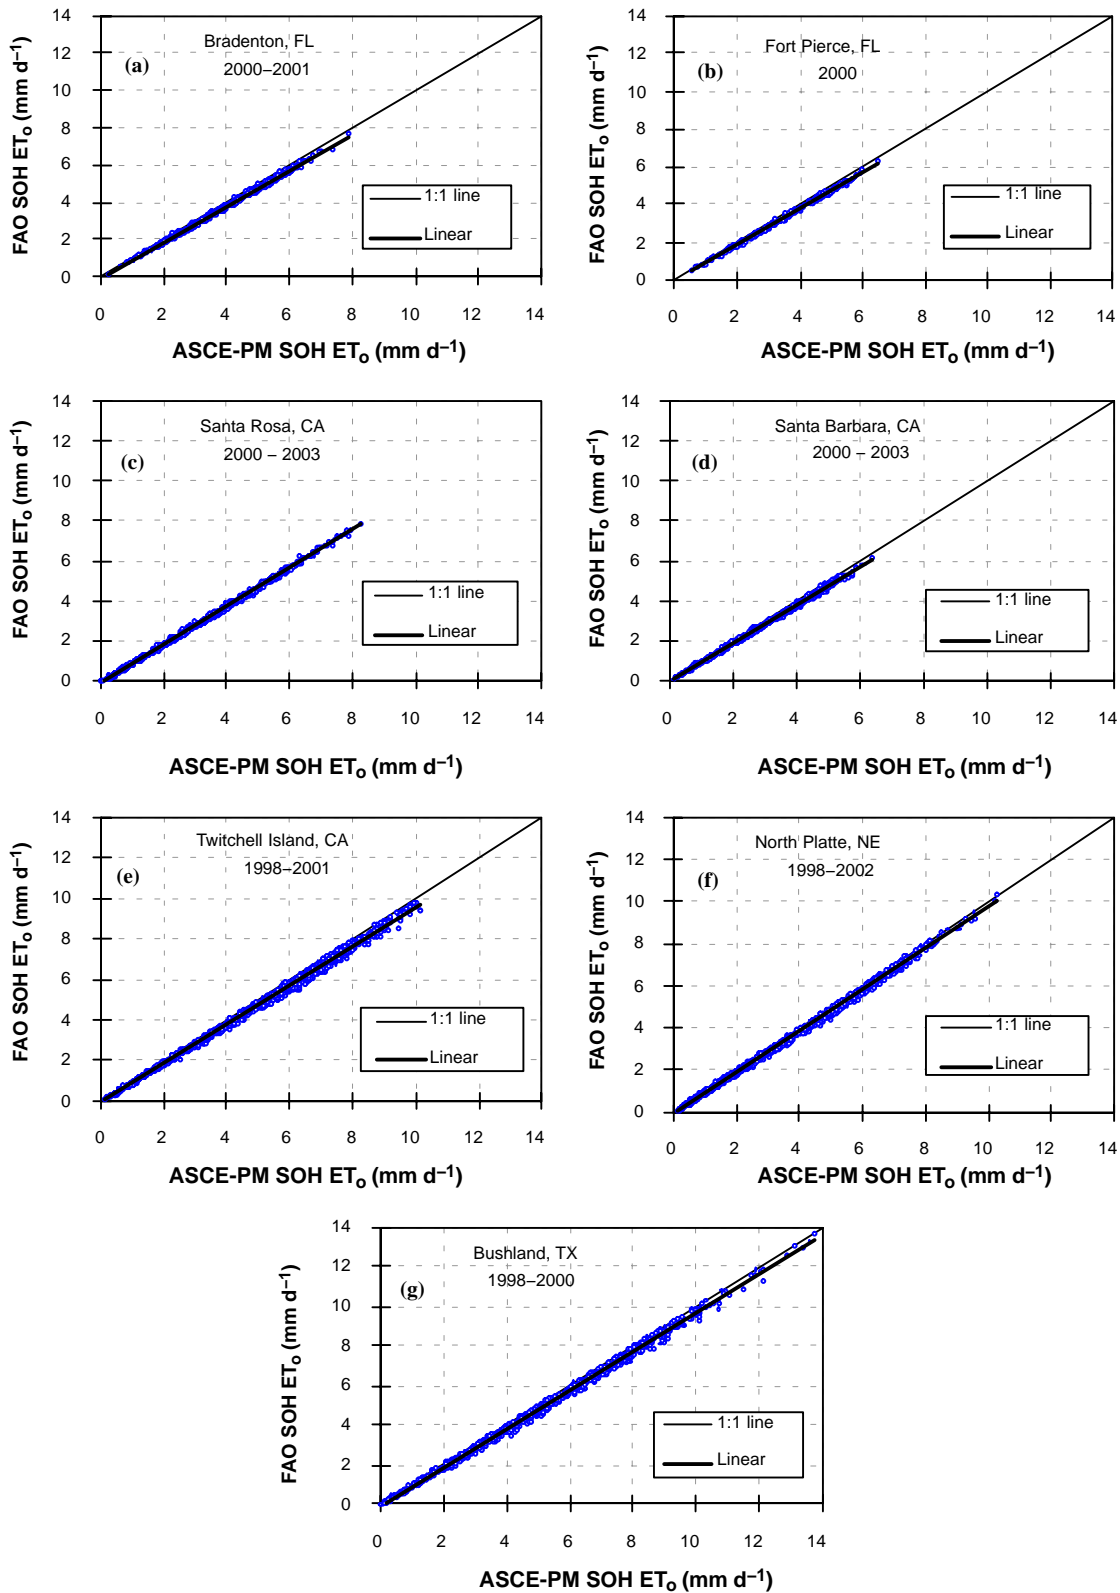 14
12
10
8
6
4
2
0
FAO SOH ETo (mm d–1)
Bradenton, FL
(a)
2000–2001
1:1 line
Linear
0 2 4 6 8 10 12 14
ASCE-PM SOH ETo (mm d–1)
14
12
10
8
6
4
2
0
FAO SOH ETo (mm d–1)
Fort Pierce, FL
(b)
2000
1:1 line
Linear
0 2 4 6 8 10 12 14
ASCE-PM SOH ETo (mm d–1)
14
12
10
8
6
4
2
0
FAO SOH ETo (mm d–1)
Santa Rosa, CA
(c)
2000 – 2003
1:1 line
Linear
0 2 4 6 8 10 12 14
ASCE-PM SOH ETo (mm d–1)
14
12
10
8
6
4
2
0
FAO SOH ETo (mm d–1)
Santa Barbara, CA
(d)
2000 – 2003
1:1 line
Linear
0 2 4 6 8 10 12 14
ASCE-PM SOH ETo (mm d–1)
14
12
10
8
6
4
2
0
FAO SOH ETo (mm d–1)
Twitchell Island, CA
(e)
1998–2001
1:1 line
Linear
0 2 4 6 8 10 12 14
ASCE-PM SOH ETo (mm d–1)
14
12
10
8
6
4
2
0
FAO SOH ETo (mm d–1)
North Platte, NE
(f)
1998–2002
1:1 line
Linear
0 2 4 6 8 10 12 14
ASCE-PM SOH ETo (mm d–1)
14
12
10
8
6
4
2
0
FAO SOH ETo (mm d–1)
Bushland, TX
(g)
1998–2000
1:1 line
Linear
0 2 4 6 8 10 12 14
ASCE-PM SOH ETo (mm d–1)